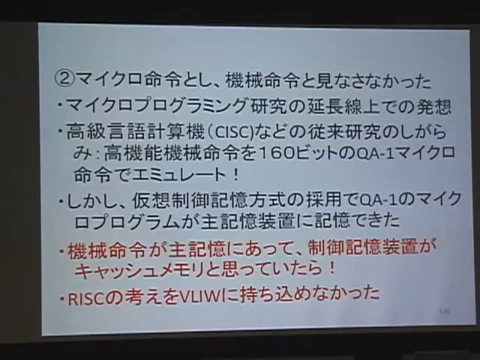 ②マイクロ命令とし、機械命令と見なさなかった
・マイクロプログラミング研究の延長線上での発想
・高級言語計算機(CISC)などの従来研究のしがら
み:高機能機械命令を160ビットのQA-1マイクロ
命令でエミュレート!
・しかし、仮想制御記憶方式の採用でQA-1のマイク
ロプログラムが主記憶装置に記憶できた
・機械命令が主記憶にあって、制御記憶装置が
キャッシュメモリと思っていたら!
・RISCの考えをVLIWに持ち込めなかった